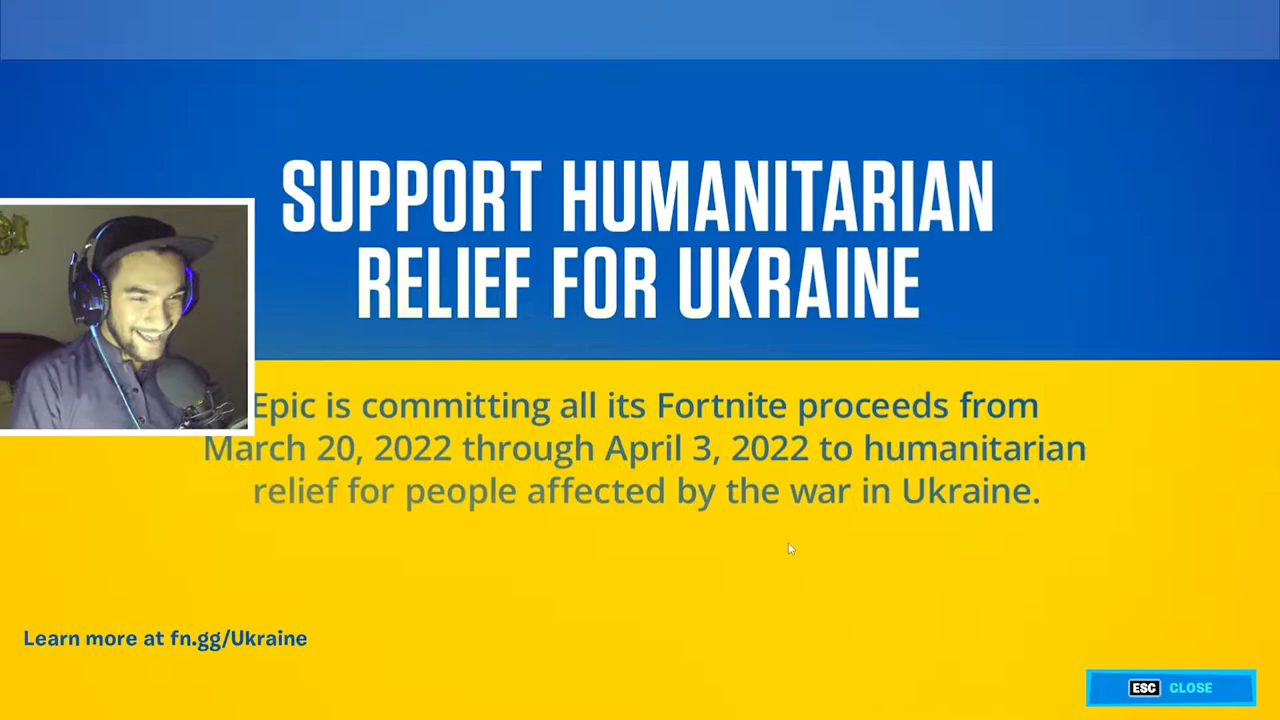 SUPPORT HUMANITARIAN
RELIEF FOR UKRAINE
Epic is committing all its Fortnite proceeds from
March 20, 2022 through April 3, 2022 to humanitarian
relief for people affected by the war in Ukraine.
Learn more at fn.gg/Ukraine
ESC CLOSE